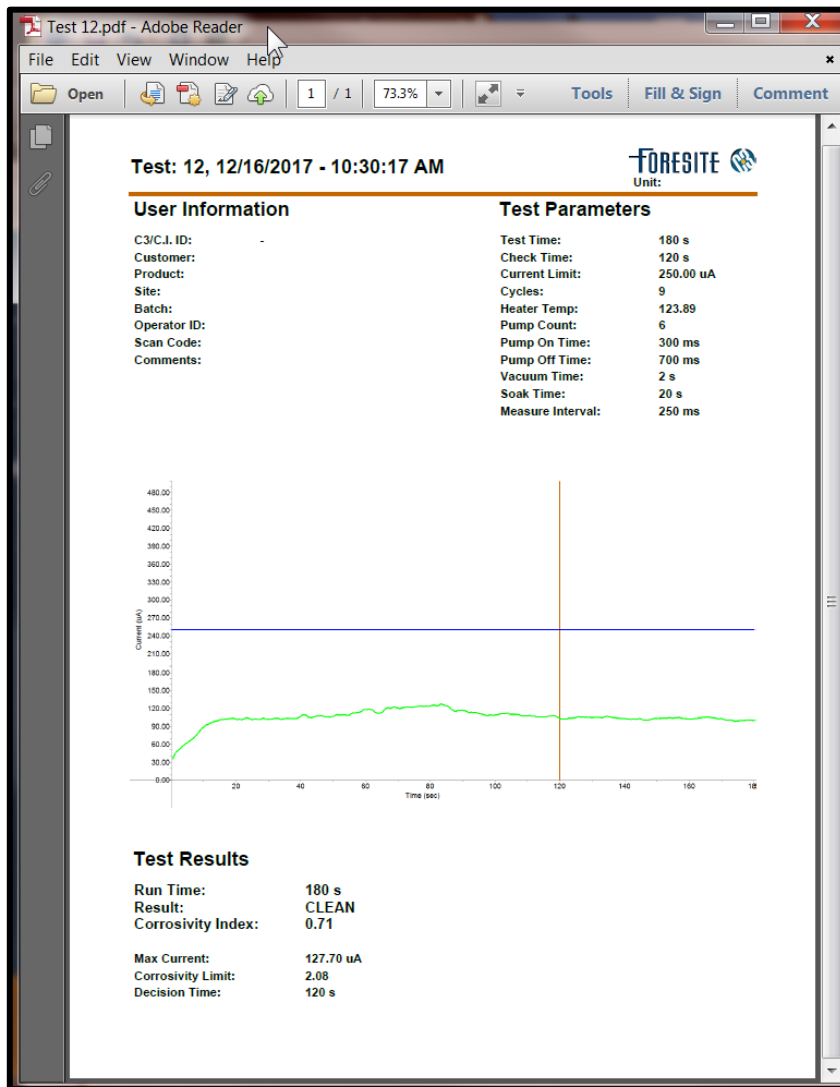 Test 12.pdf - Adobe Reader
File Edit View Window Help
Open 1 / 1 73.3% Tools Fill & Sign Comment
Test: 12, 12/16/2017 - 10:30:17 AM
FORESITE
Unit:
User Information
C3/C.I. ID: -
Customer:
Product:
Site:
Batch:
Operator ID:
Scan Code:
Comments:
Test Parameters
Test Time: 180 s
Check Time: 120 s
Current Limit: 250.00 uA
Cycles: 9
Heater Temp: 123.89
Pump Count: 6
Pump On Time: 300 ms
Pump Off Time: 700 ms
Vacuum Time: 2 s
Soak Time: 20 s
Measure Interval: 250 ms
480.00
450.00
420.00
390.00
360.00
330.00
300.00
270.00
240.00
210.00
180.00
150.00
120.00
90.00
60.00
30.00
0.00
Current (uA)
20 40 60 80 100 120 140 160 18
Time (sec)
Test Results
Run Time: 180 s
Result: CLEAN
Corrosivity Index: 0.71
Max Current: 127.70 uA
Corrosivity Limit: 2.08
Decision Time: 120 s